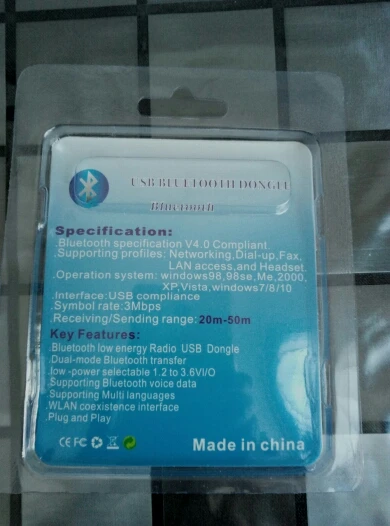 USB BLUETOOTH DONGLE
Bluetooth
Specification:
.Bluetooth specification V4.0 Compliant
.Supporting profiles: Networking,Dial-up,Fax,
LAN access,and Headset.
.Operation system: windows98,98se,Me,2000,
XP,Vista,windows7/8/10
.Interface:USB compliance
.Symbol rate:3Mbps
.Receiving/Sending range: 20m-50m
Key Features:
.Bluetooth low energy Radio USB Dongle
.Dual-mode Bluetooth transfer
.low -power selectable 1.2 to 3.6VI/O
.Supporting Bluetooth voice data
.Supporting Multi languages
.WLAN coexistence interface
.Plug and Play
CE FC
Made in china